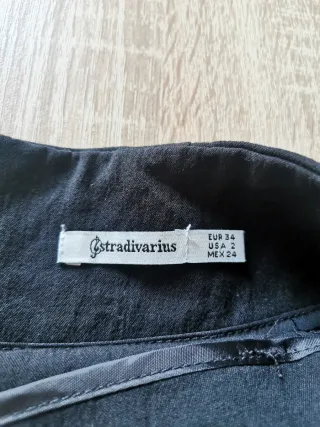 stradivarius
EUR 34
USA 2
MEX 24